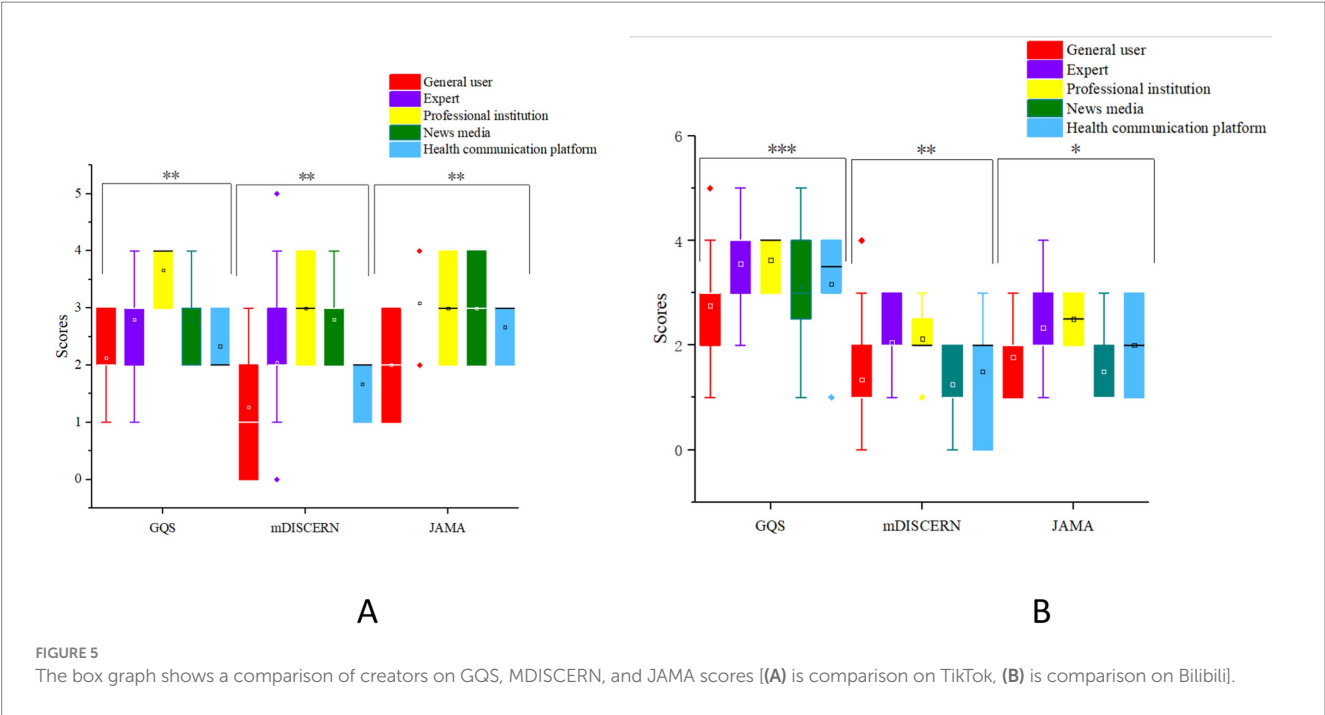 General user
Expert
Professional institution
News media
Health communication platform
5
4
3
2
1
0
Scores
**
**
**
GQS
mDISCERN
JAMA
A
General user
Expert
Professional institution
News media
Health communication platform
6
4
2
0
Scores
***
**
*
GQS
mDISCERN
JAMA
B
FIGURE 5
The box graph shows a comparison of creators on GQS, MDISCERN, and JAMA scores [(A) is comparison on TikTok, (B) is comparison on Bilibili].